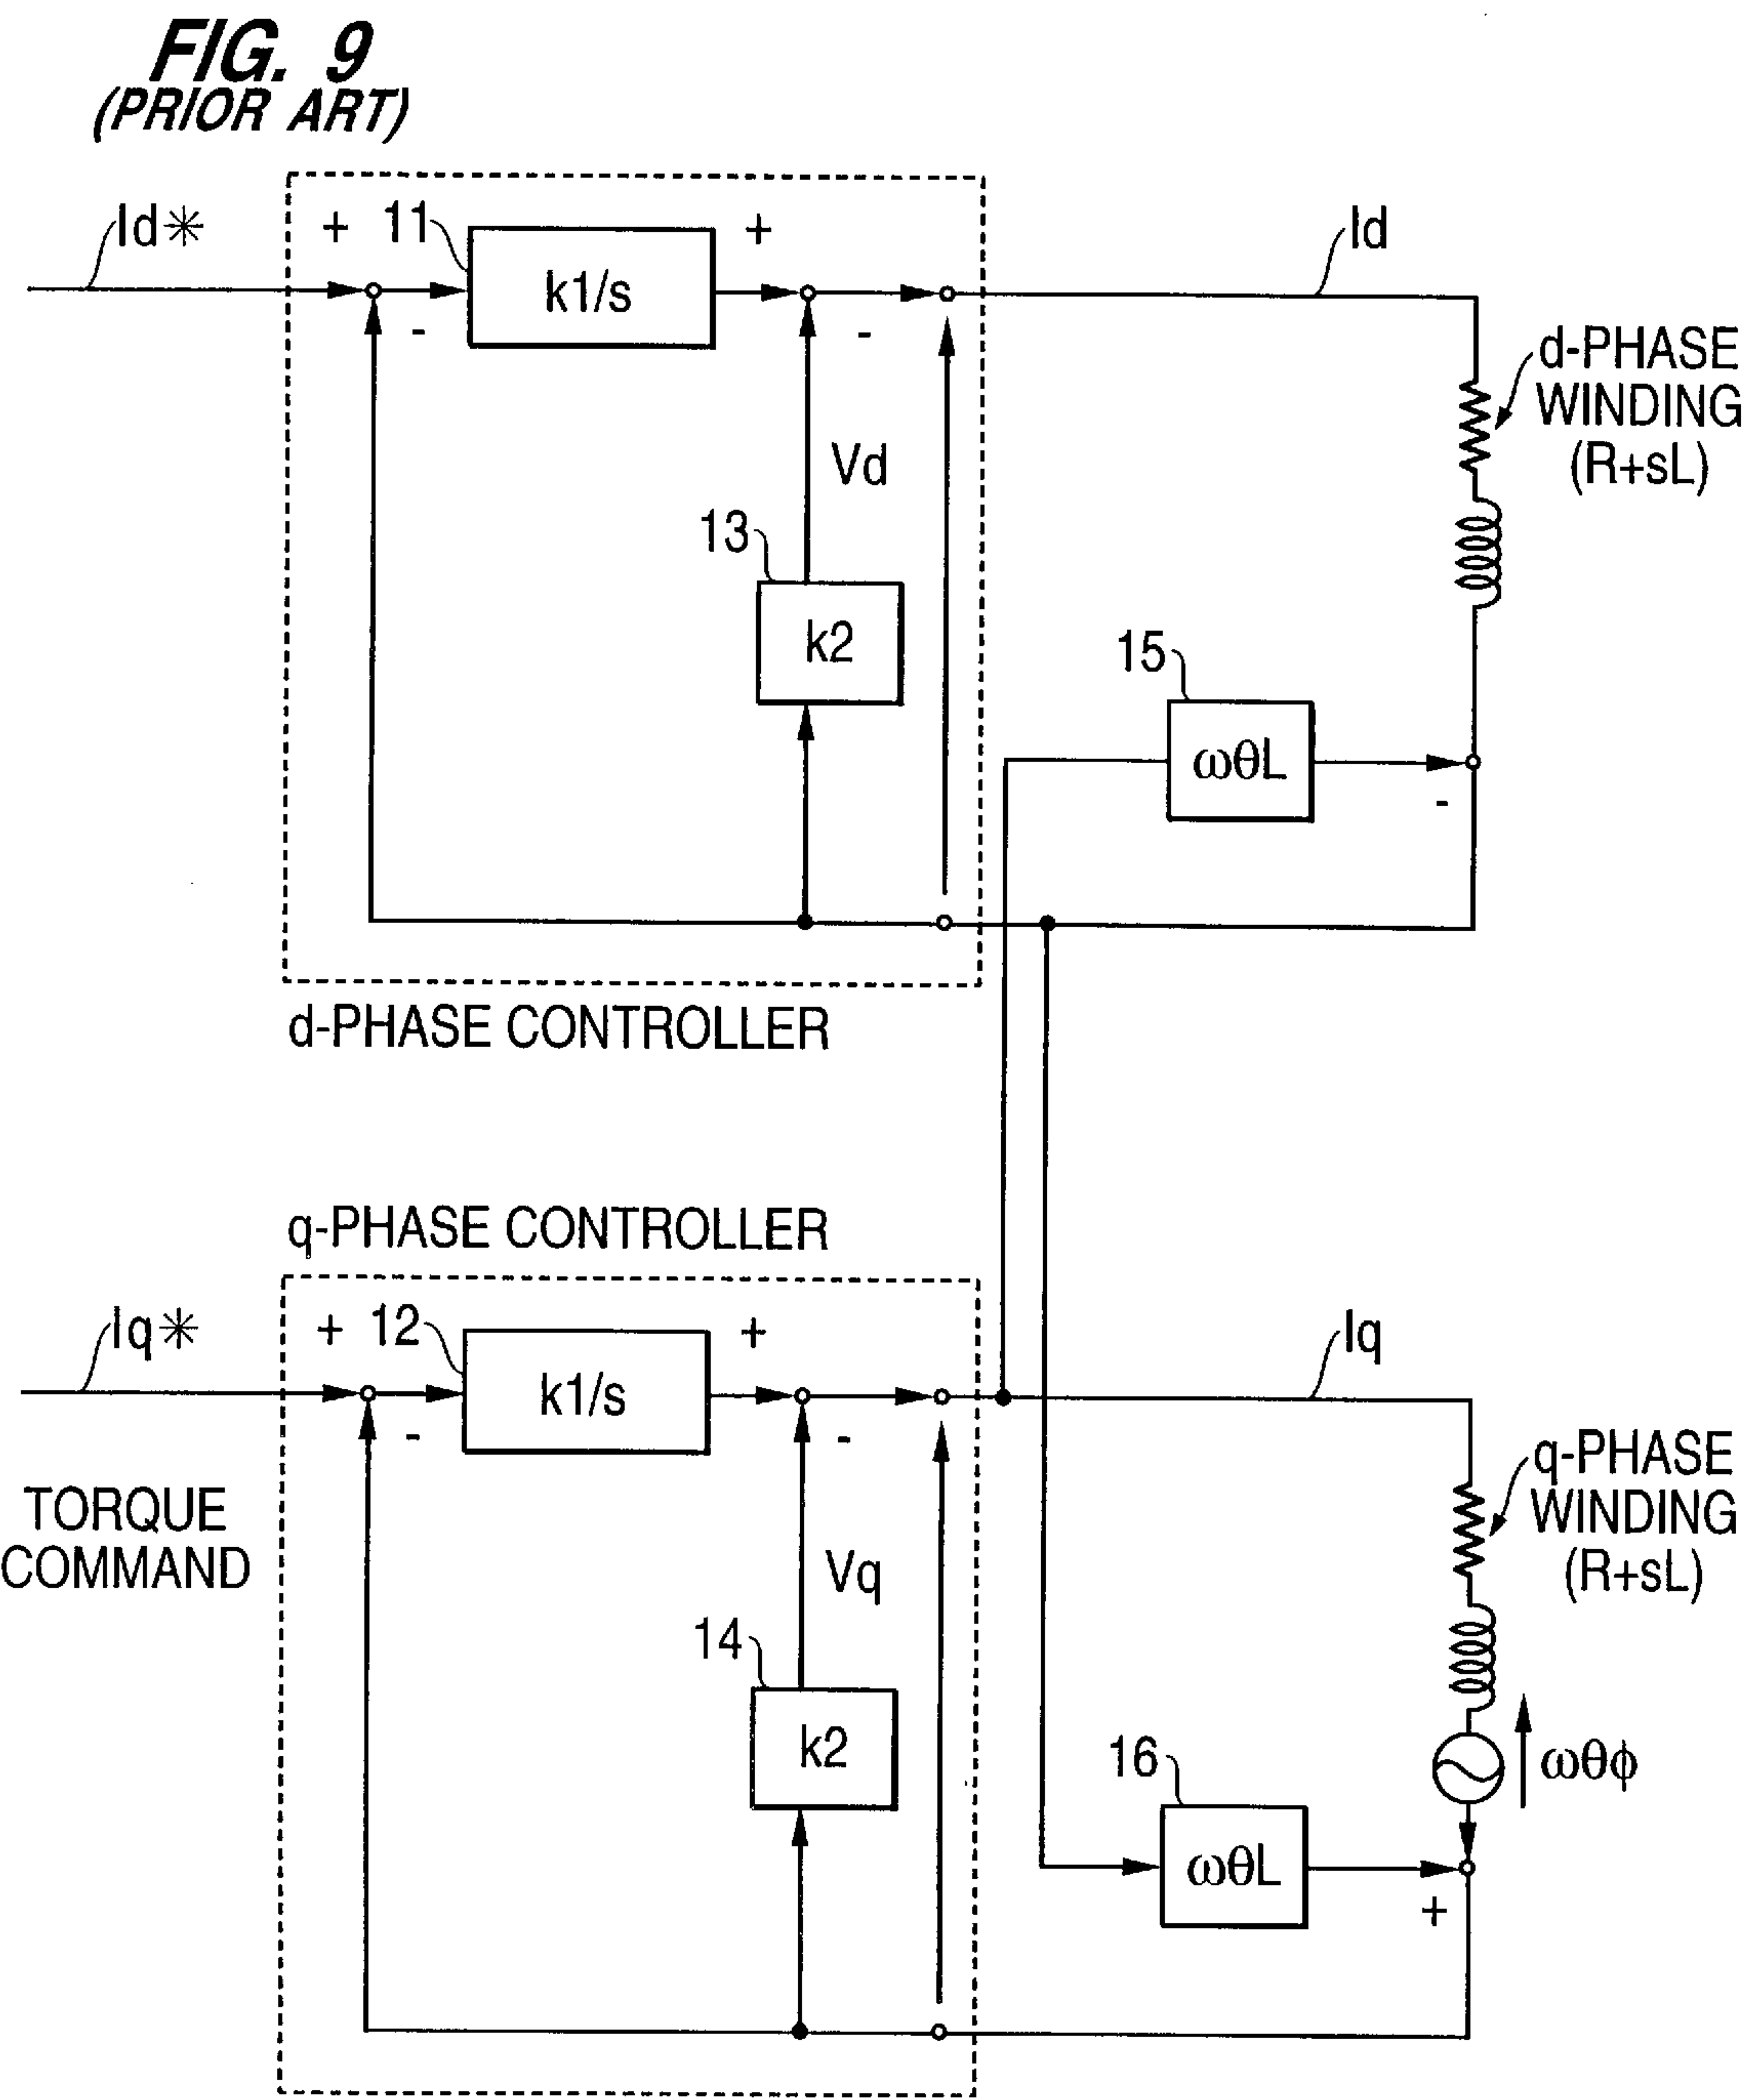 FIG. 9
(PRIOR ART)
Id✳
+
11
+
Id
k1/s
-
-
d-PHASE
WINDING
(R+sL)
Vd
13
k2
15
ωθL
-
d-PHASE CONTROLLER
q-PHASE CONTROLLER
Iq✳
+
12
+
Iq
k1/s
-
-
q-PHASE
WINDING
(R+sL)
TORQUE
COMMAND
Vq
14
k2
16
ωθϕ
ωθL
+